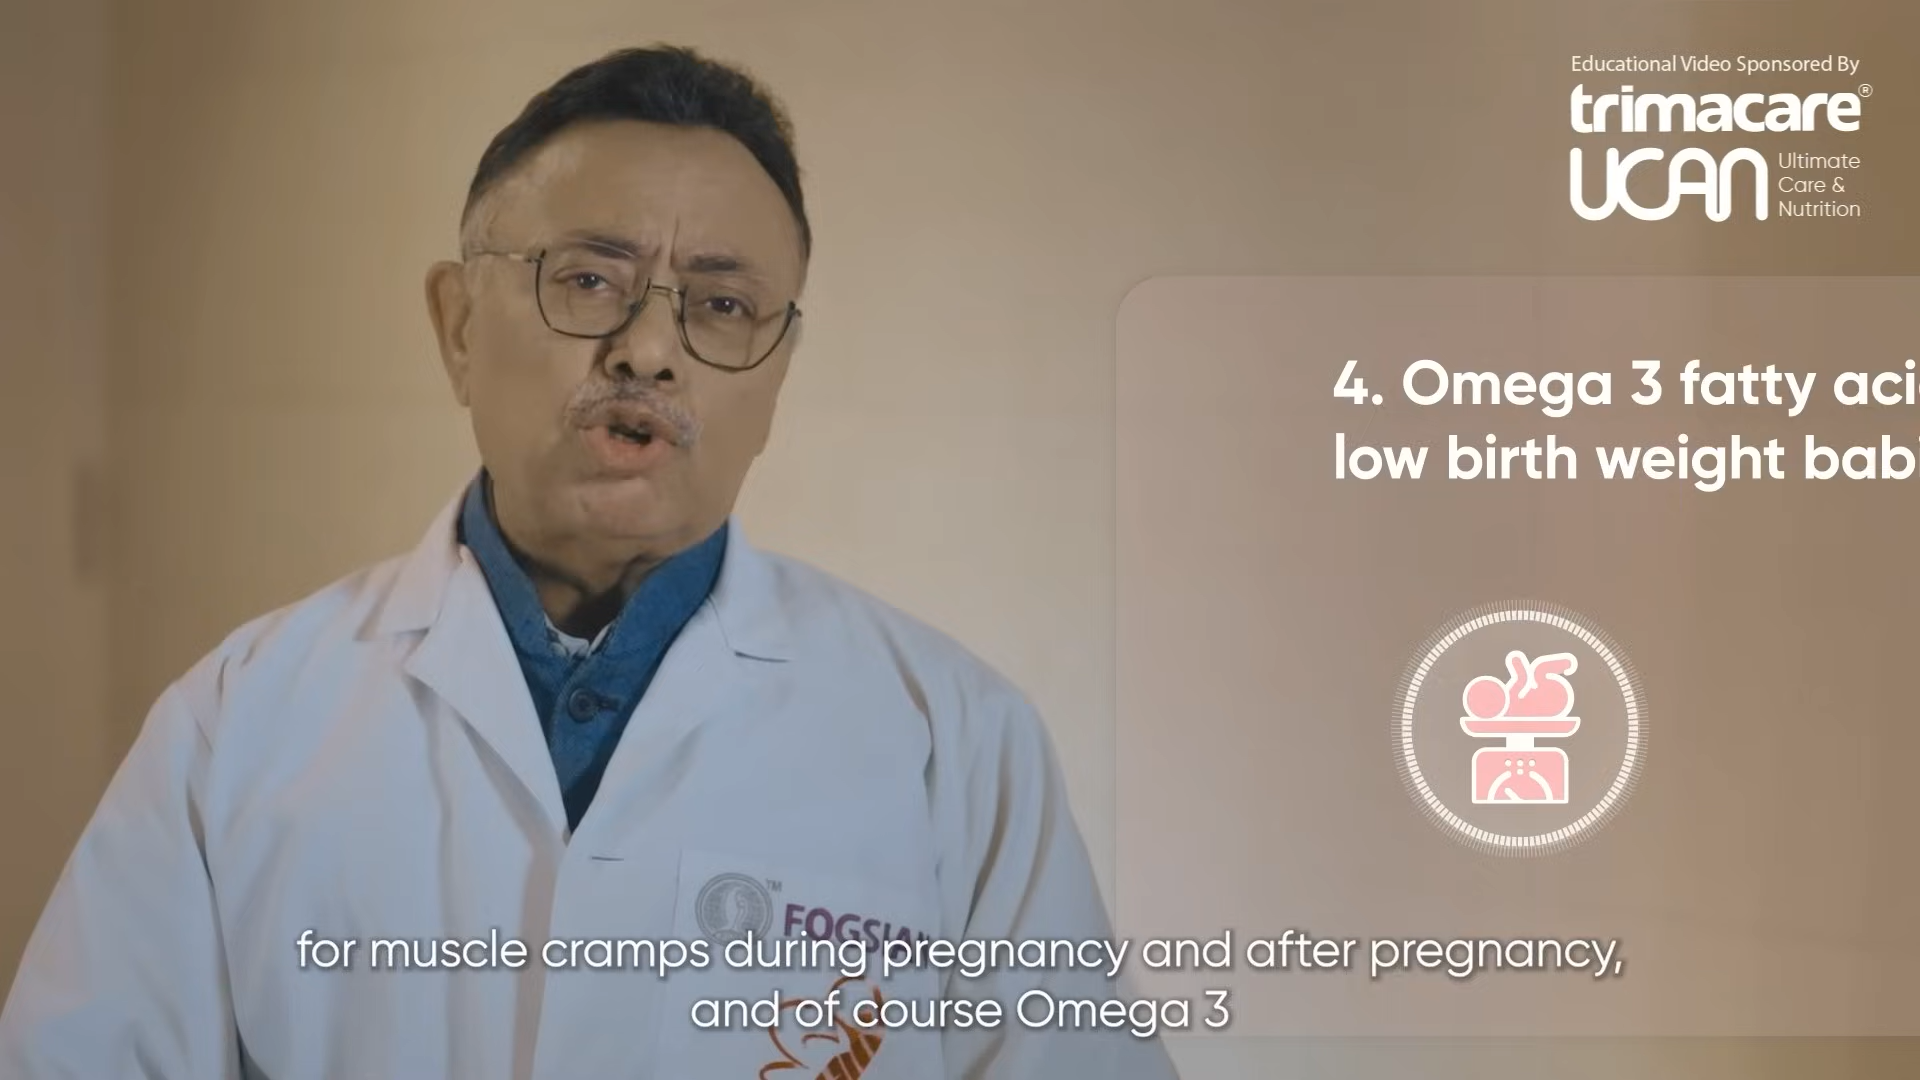 Educational Video Sponsored By
trimacare®
UCAN
Ultimate
Care &
Nutrition
4. Omega 3 fatty
low birth weight
TM
for muscle cramps during pregnancy and after pregnancy,
and of course Omega 3